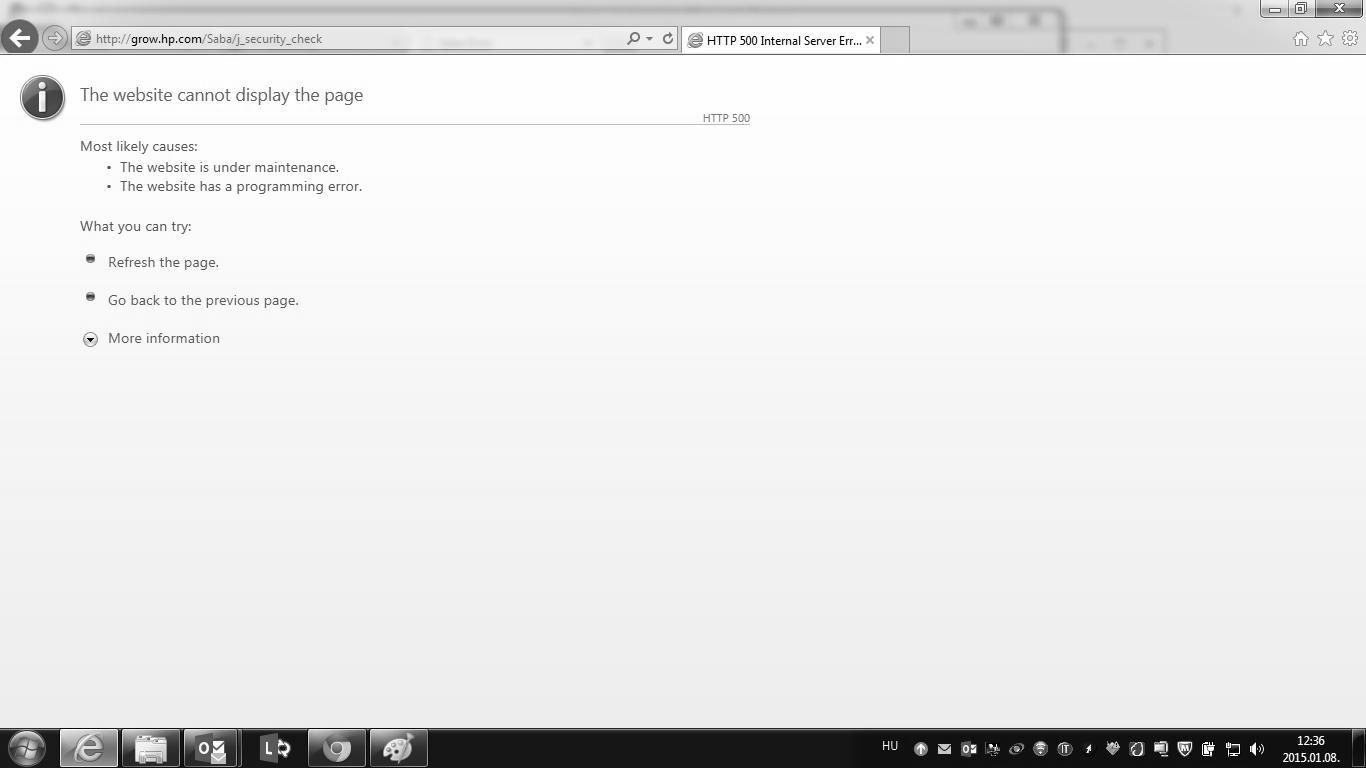 http://grow.hp.com/Saba/j_security_check
HTTP 500 Internal Server Err...
The website cannot display the page
HTTP 500
Most likely causes:
• The website is under maintenance.
• The website has a programming error.
What you can try:
Refresh the page.
Go back to the previous page.
More information
HU
12:36
2015.01.08.